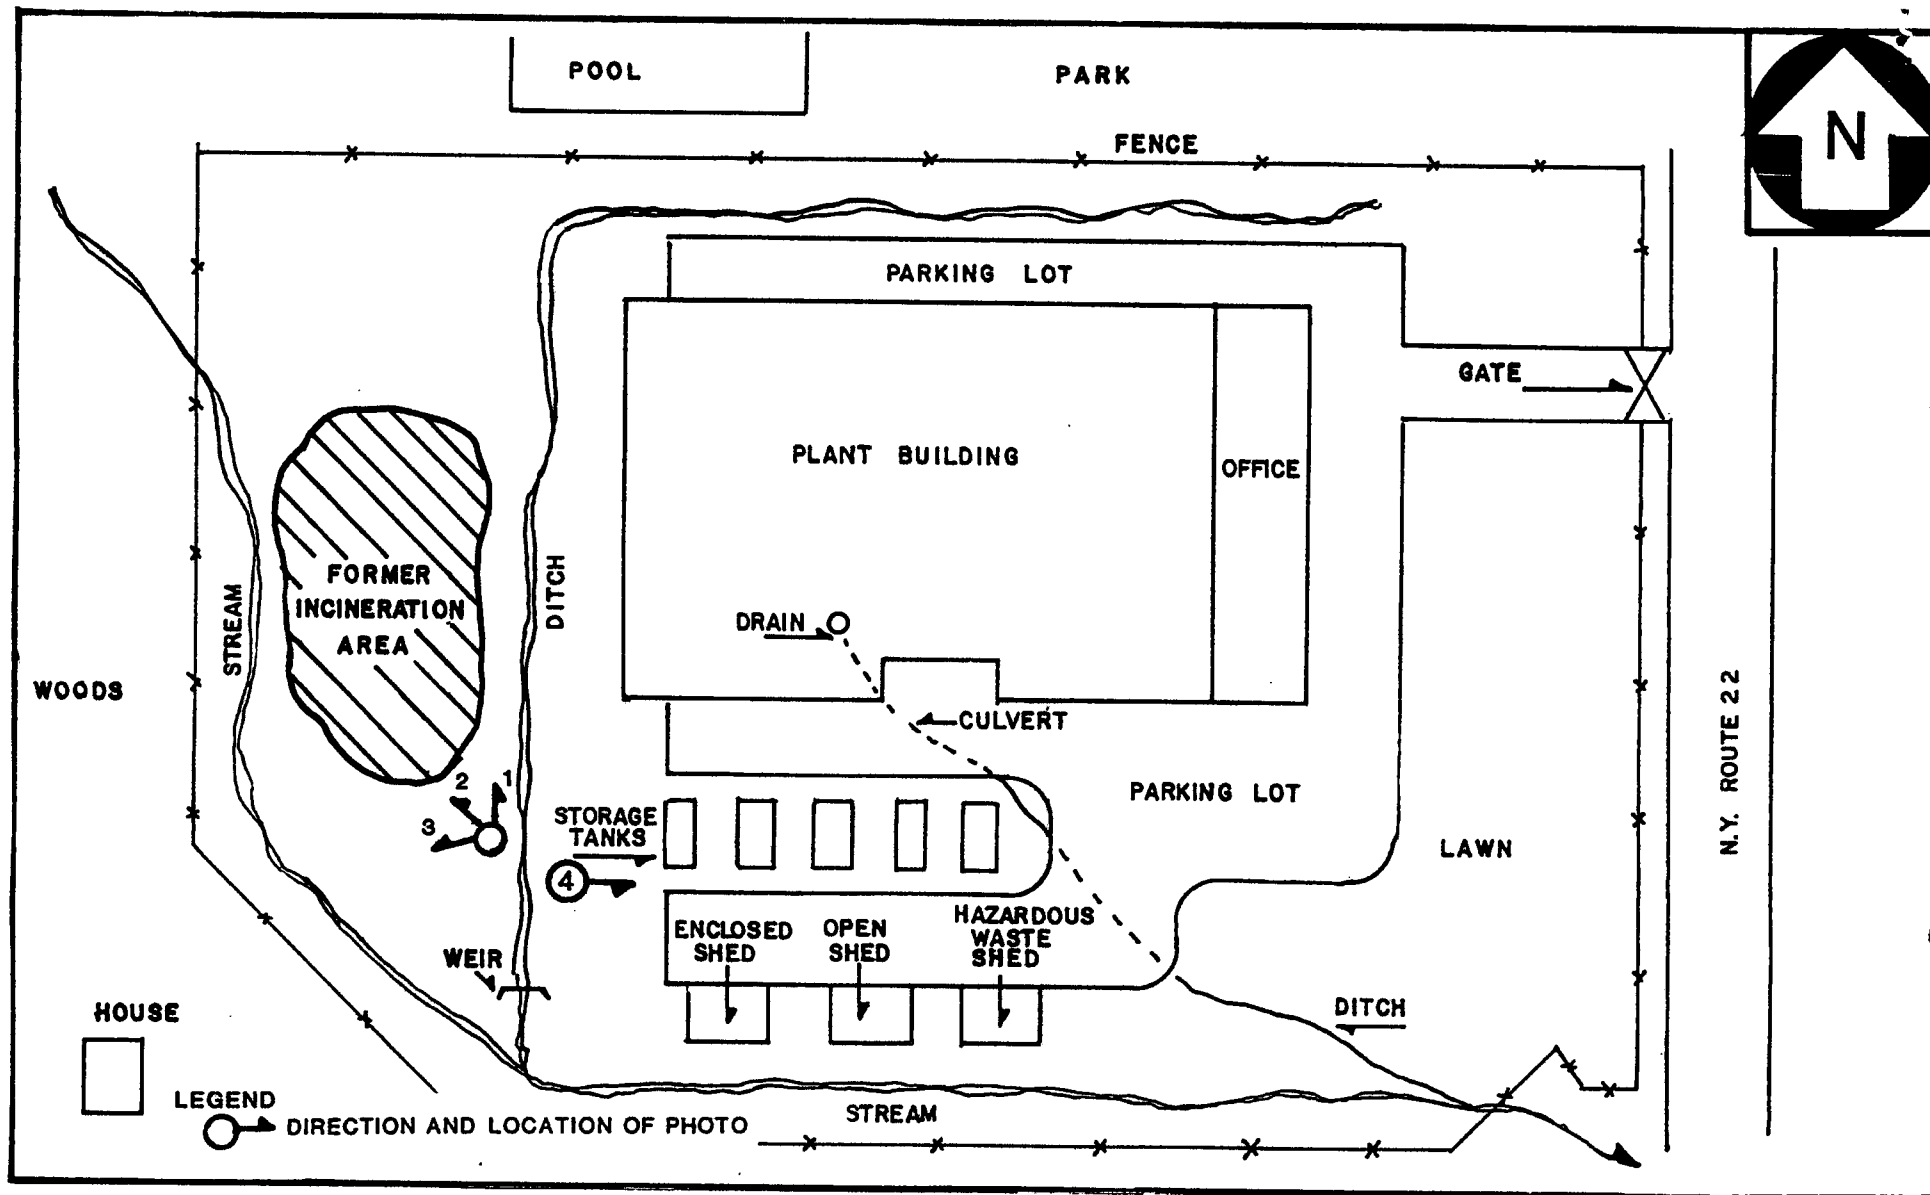 POOL
PARK
N
FENCE
PARKING LOT
GATE
PLANT BUILDING
OFFICE
DITCH
FORMER
INCINERATION
AREA
STREAM
DRAIN
WOODS
CULVERT
N.Y. ROUTE 22
PARKING LOT
2
1
3
STORAGE
TANKS
4
LAWN
ENCLOSED
SHED
OPEN
SHED
HAZARDOUS
WASTE
SHED
WEIR
HOUSE
DITCH
LEGEND
DIRECTION AND LOCATION OF PHOTO
STREAM